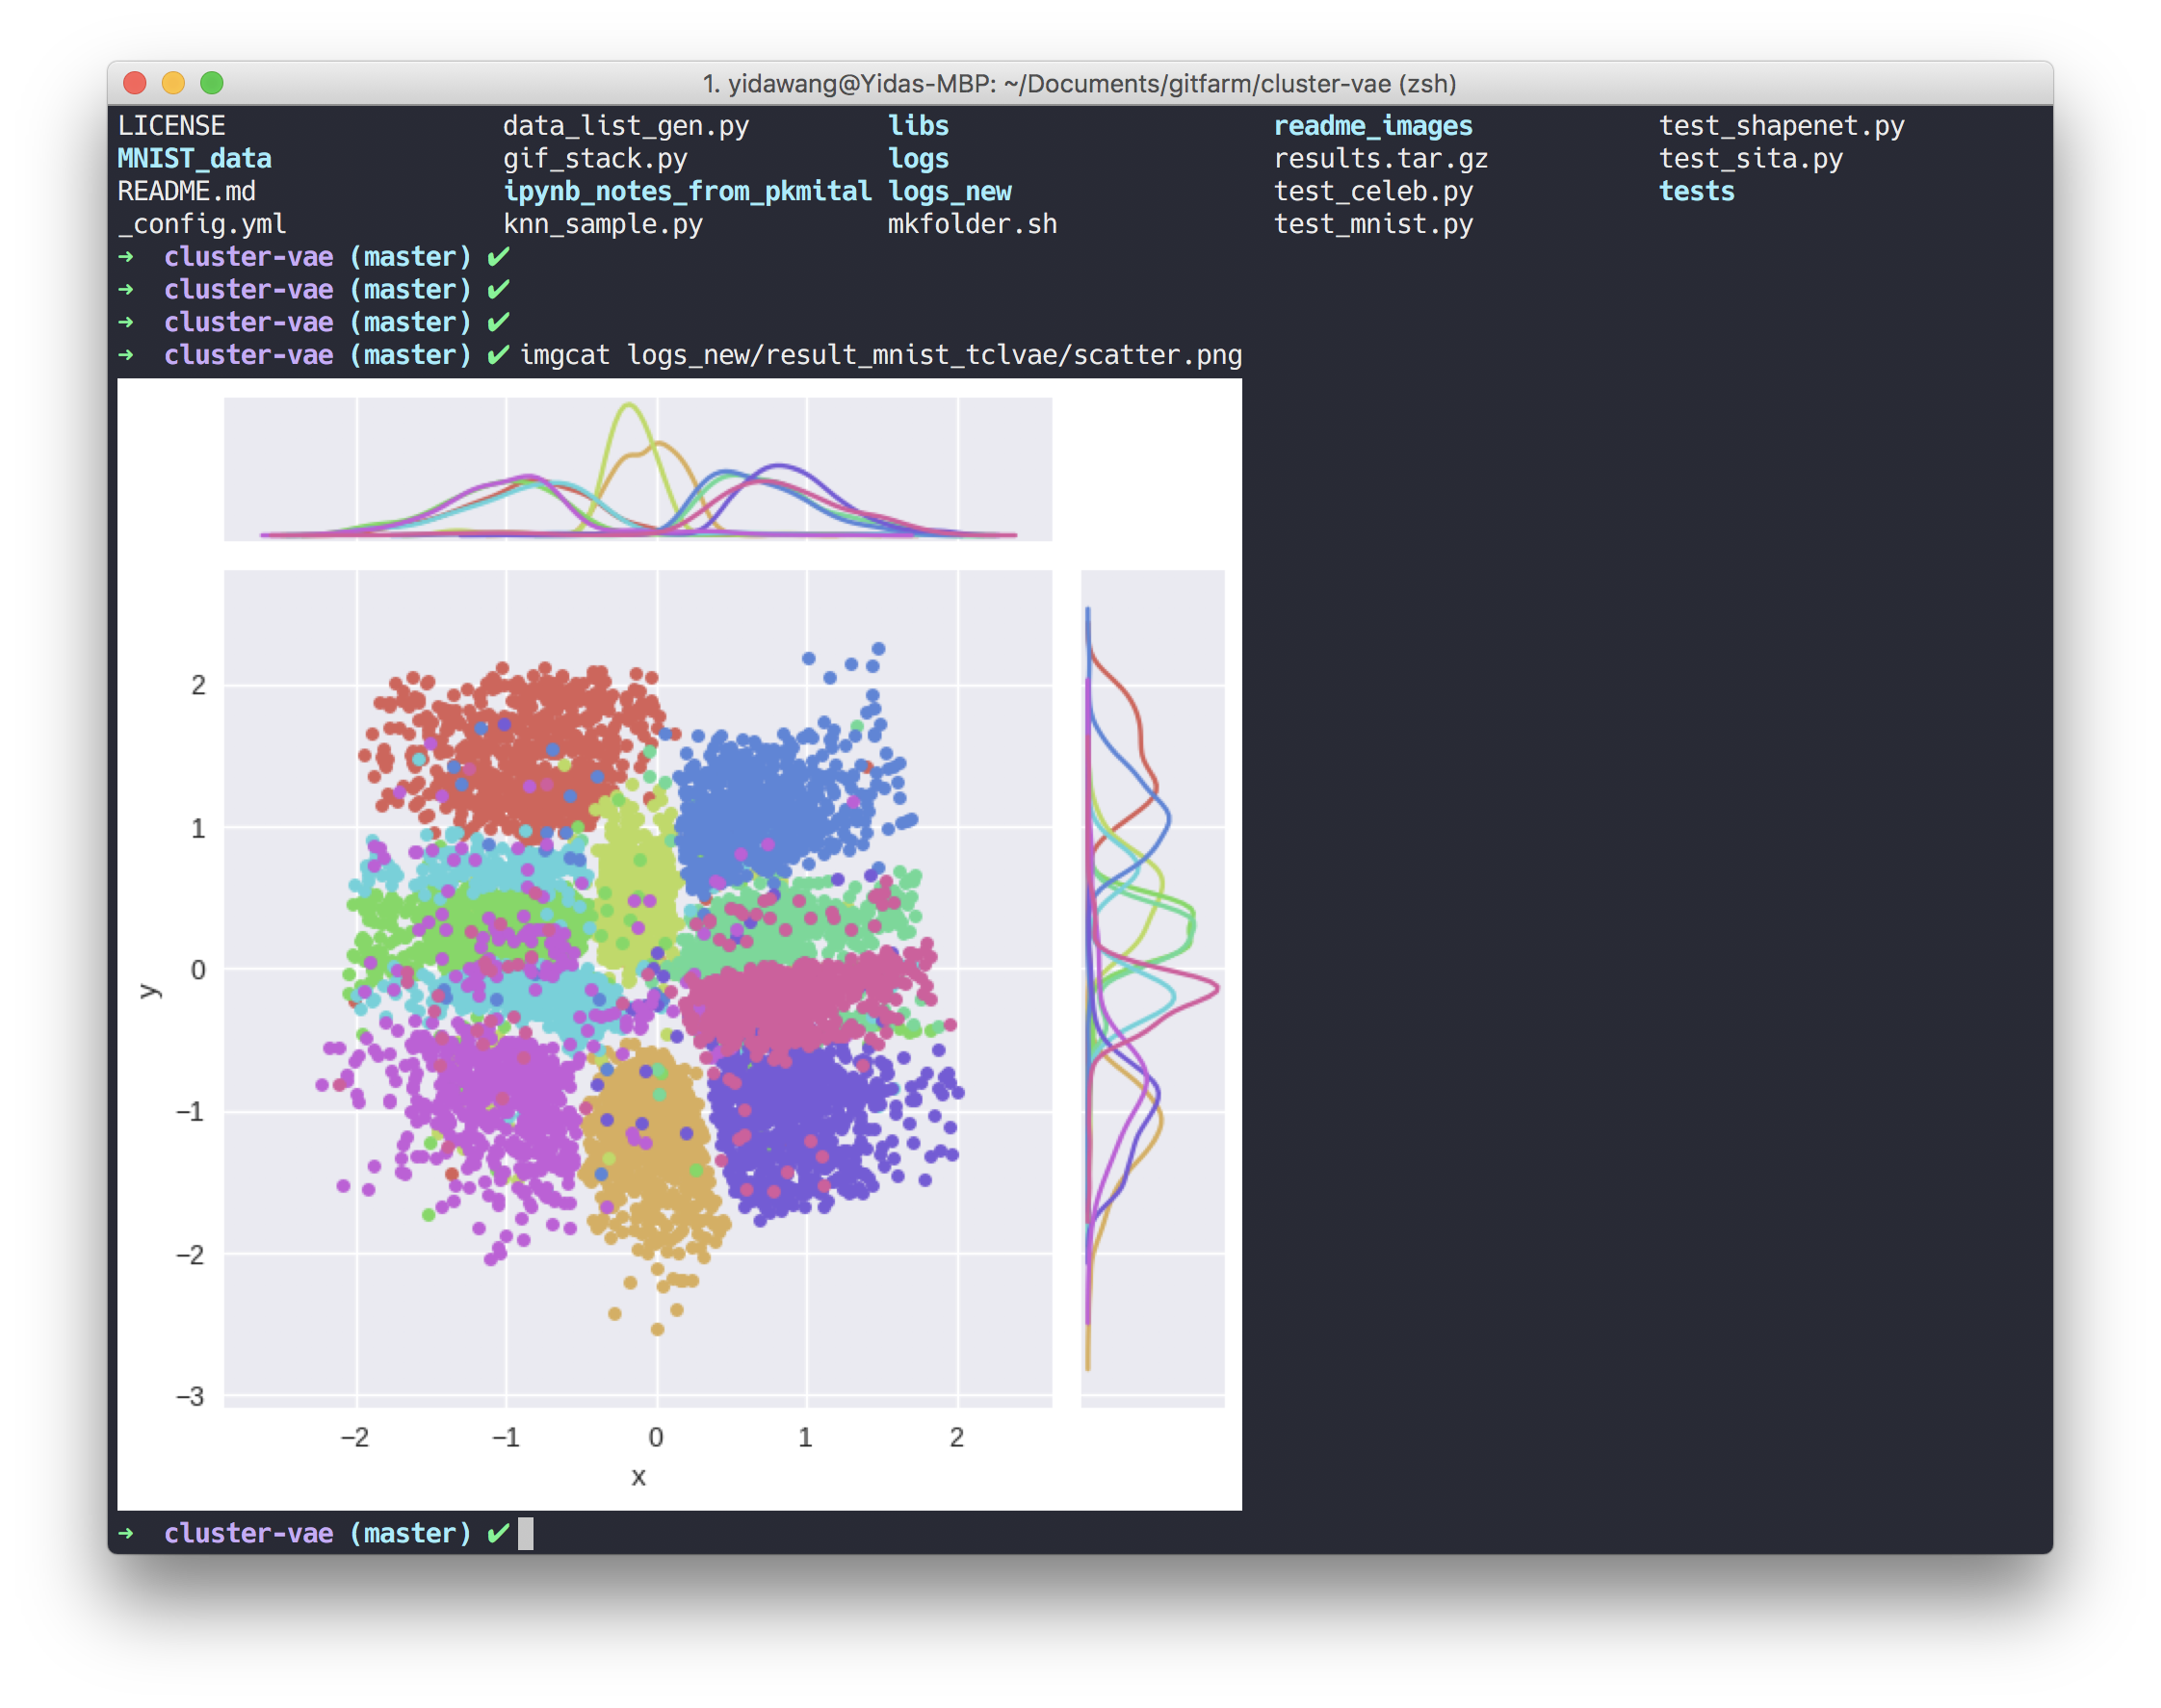 1. yidawang@Yidas-MBP: ~/Documents/gitfarm/cluster-vae (zsh)
LICENSE data_list_gen.py libs readme_images test_shapenet.py
MNIST_data gif_stack.py logs results.tar.gz test_sita.py
README.md ipynb_notes_from_pkmital logs_new test_celeb.py tests
_config.yml knn_sample.py mkfolder.sh test_mnist.py
➜ cluster-vae (master) ✔
➜ cluster-vae (master) ✔
➜ cluster-vae (master) ✔
➜ cluster-vae (master) ✔ imgcat logs_new/result_mnist_tclvae/scatter.png
2
1
0
−1
−2
−3
y
−2 −1 0 1 2
x
➜ cluster-vae (master) ✔